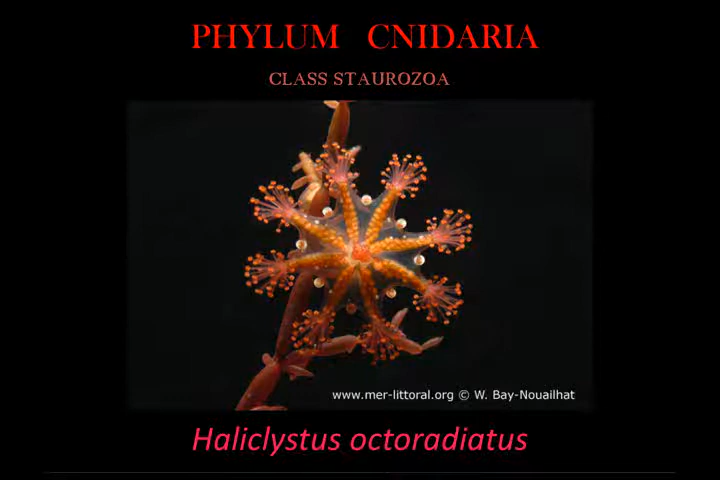 PHYLUM CNIDARIA
CLASS STAUROZOA
www.mer-littoral.org © W. Bay-Nouailhat
Haliclystus octoradiatus